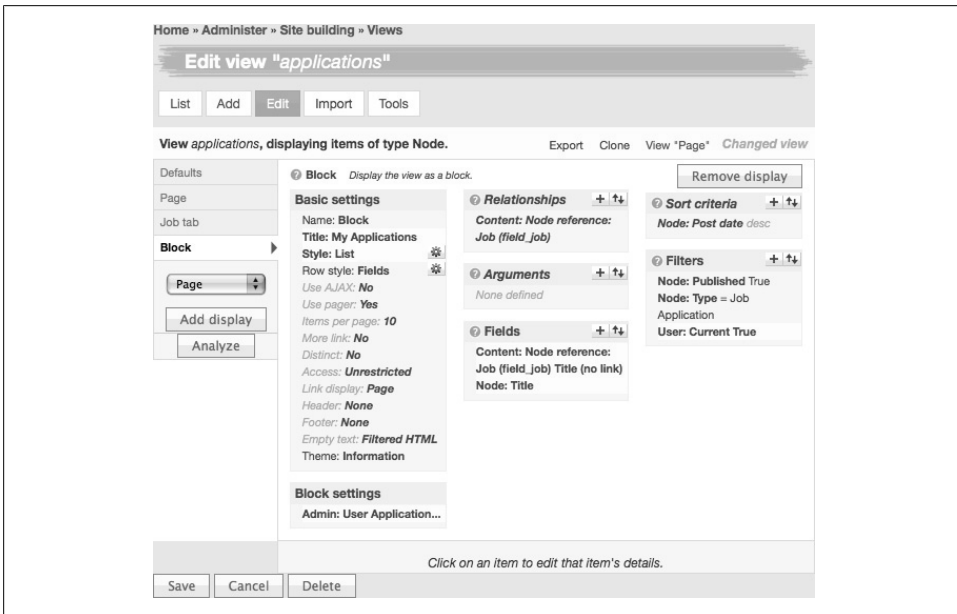 Home » Administer » Site building » Views
Edit view "applications"
List
Add
Edit
Import
Tools
View applications, displaying items of type Node.
Export
Clone
View "Page"
Changed view
Defaults
Page
Job tab
Block
Page
Add display
Analyze
Block Display the view as a block.
Remove display
Basic settings
Name: Block
Title: My Applications
Style: List
Row style: Fields
Use AJAX: No
Use pager: Yes
Items per page: 10
More link: No
Distinct: No
Access: Unrestricted
Link display: Page
Header: None
Footer: None
Empty text: Filtered HTML
Theme: Information
Block settings
Admin: User Application...
Relationships
Content: Node reference:
Job (field_job)
Arguments
None defined
Fields
Content: Node reference:
Job (field_job) Title (no link)
Node: Title
Sort criteria
Node: Post date desc
Filters
Node: Published True
Node: Type = Job
Application
User: Current True
Click on an item to edit that item's details.
Save
Cancel
Delete